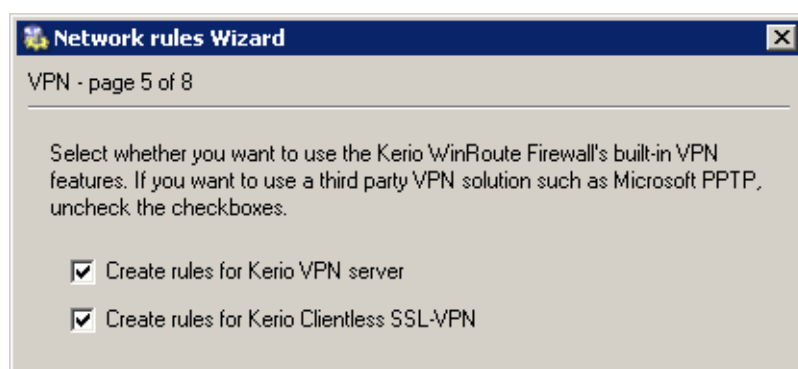 Network rules Wizard
VPN - page 5 of 8
Select whether you want to use the Kerio WinRoute Firewall's built-in VPN
features. If you want to use a third party VPN solution such as Microsoft PPTP,
uncheck the checkboxes.
Create rules for Kerio VPN server
Create rules for Kerio Clientless SSL-VPN